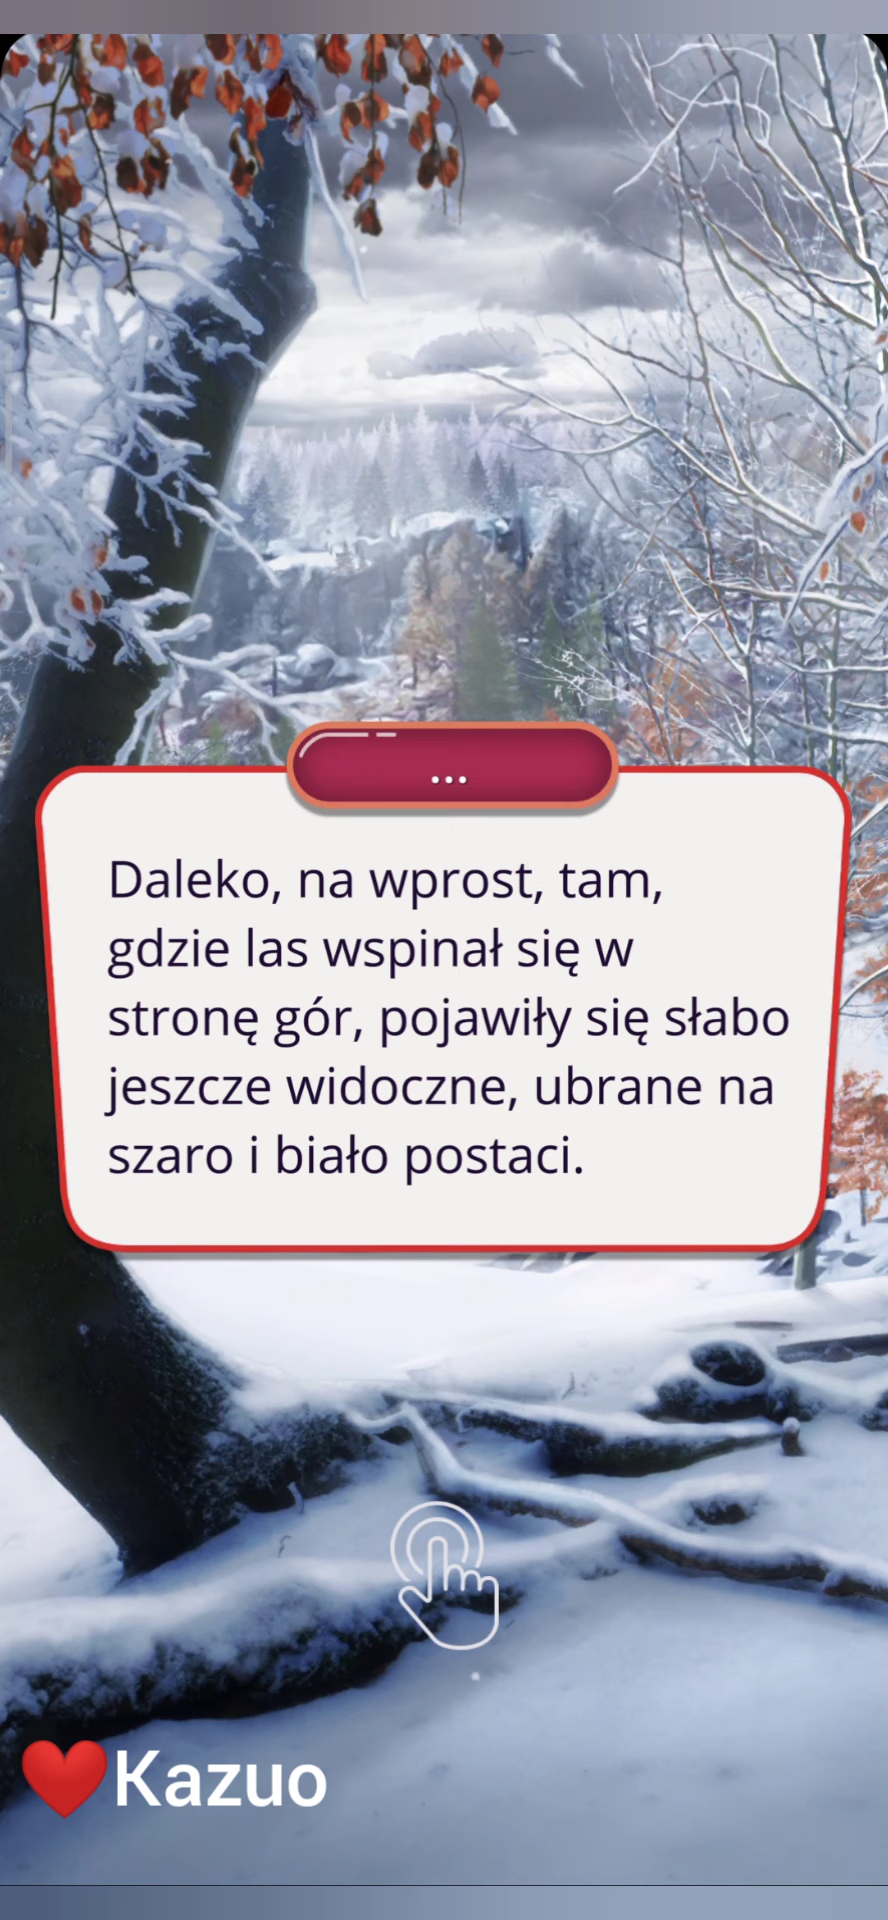 ...
Daleko, na wprost, tam,
gdzie las wspinał się w
stronę gór, pojawiły się słabo
jeszcze widoczne, ubrane na
szaro i biało postaci.
❤️Kazuo